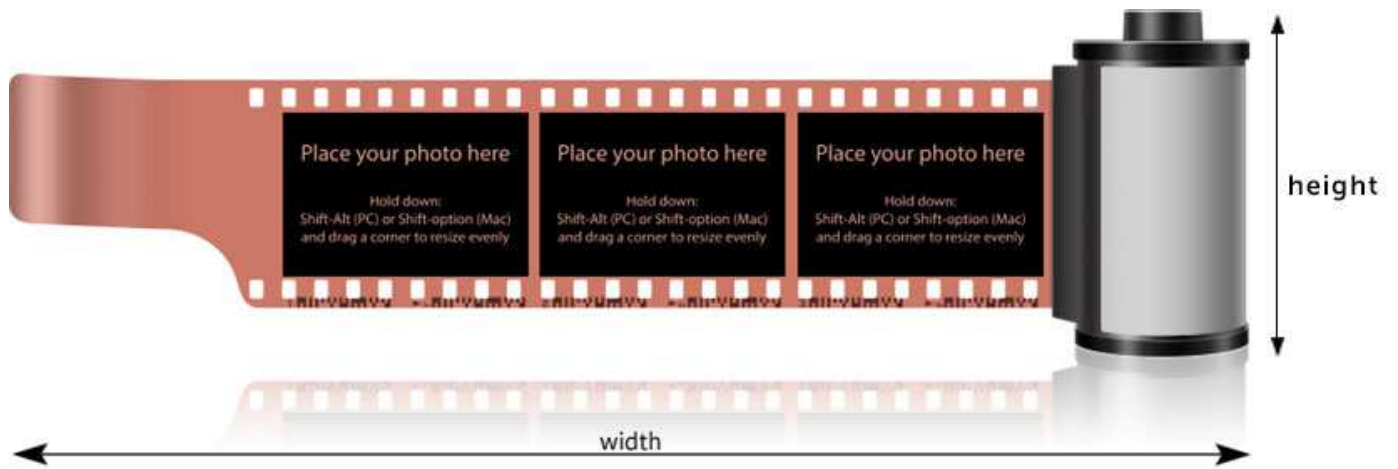 Place your photo here
Hold down:
Shift-Alt (PC) or Shift-option (Mac)
and drag a corner to resize evenly
Place your photo here
Hold down:
Shift-Alt (PC) or Shift-option (Mac)
and drag a corner to resize evenly
Place your photo here
Hold down:
Shift-Alt (PC) or Shift-option (Mac)
and drag a corner to resize evenly
height
width